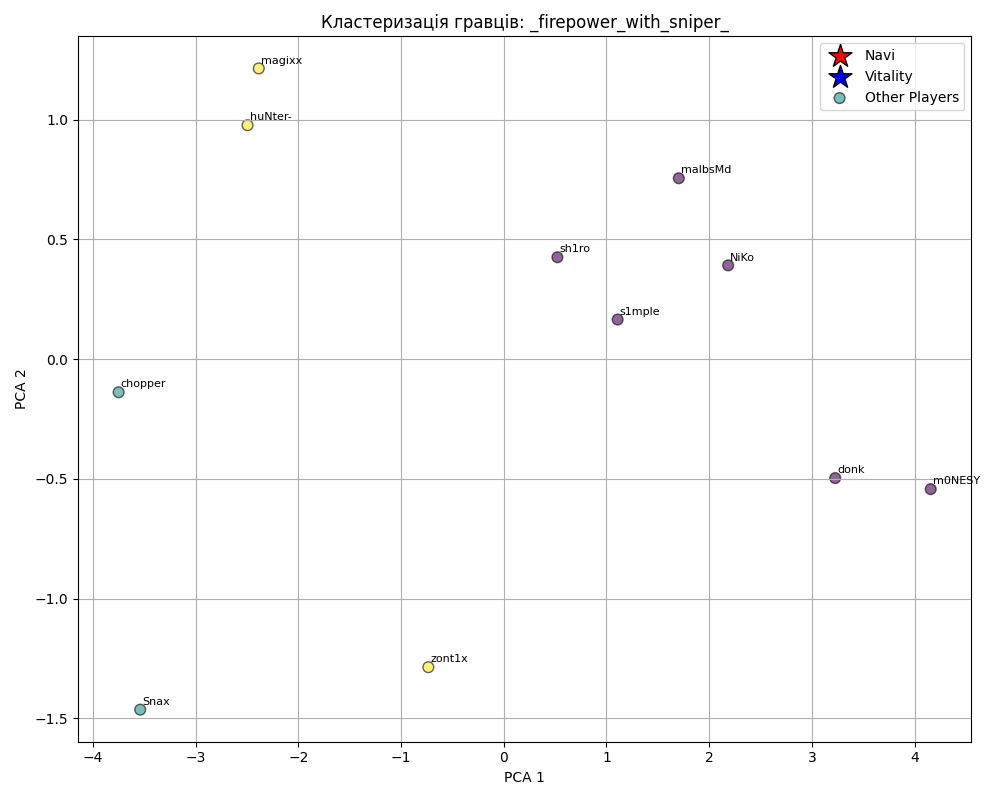 Кластеризація гравців: _firepower_with_sniper_
Navi
Vitality
Other Players
magixx
huNter-
malbsMd
sh1ro
NiKo
s1mple
chopper
donk
m0NESY
zont1x
Snax
1.0
0.5
0.0
−0.5
−1.0
−1.5
PCA 2
−4
−3
−2
−1
0
1
2
3
4
PCA 1